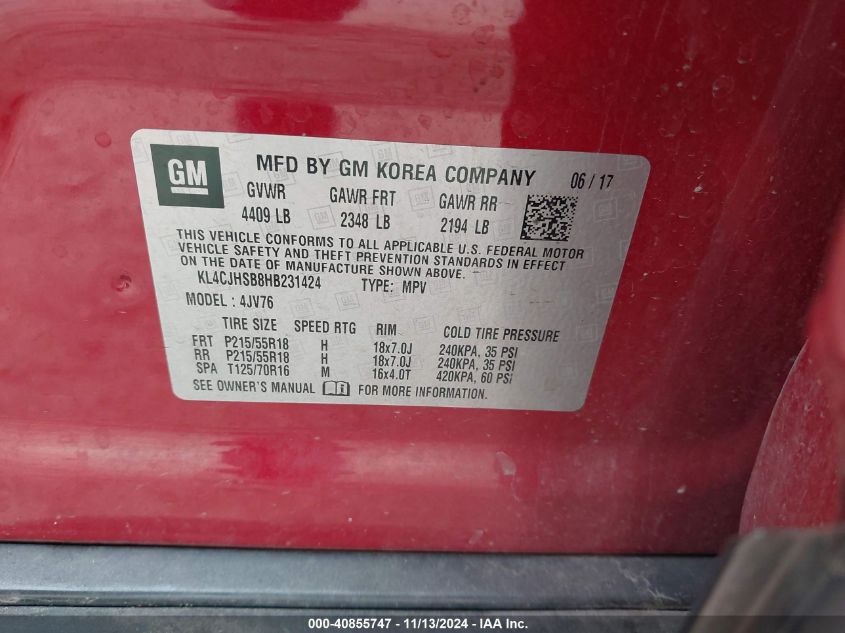 GM MFD BY GM KOREA COMPANY 06 / 17
GVWR GAWR FRT GAWR RR
4409 LB 2348 LB 2194 LB
THIS VEHICLE CONFORMS TO ALL APPLICABLE U.S. FEDERAL MOTOR
VEHICLE SAFETY AND THEFT PREVENTION STANDARDS IN EFFECT
ON THE DATE OF MANUFACTURE SHOWN ABOVE.
KL4CJHSB8HB231424 TYPE: MPV
MODEL : 4JV76
TIRE SIZE SPEED RTG RIM COLD TIRE PRESSURE
FRT P215/55R18 H 18x7.0J 240KPA, 35 PSI
RR P215/55R18 H 18x7.0J 240KPA, 35 PSI
SPA T125/70R16 M 16x4.0T 420KPA, 60 PSI
SEE OWNER'S MANUAL FOR MORE INFORMATION.
000-40855747 - 11/13/2024 - IAAI Inc.